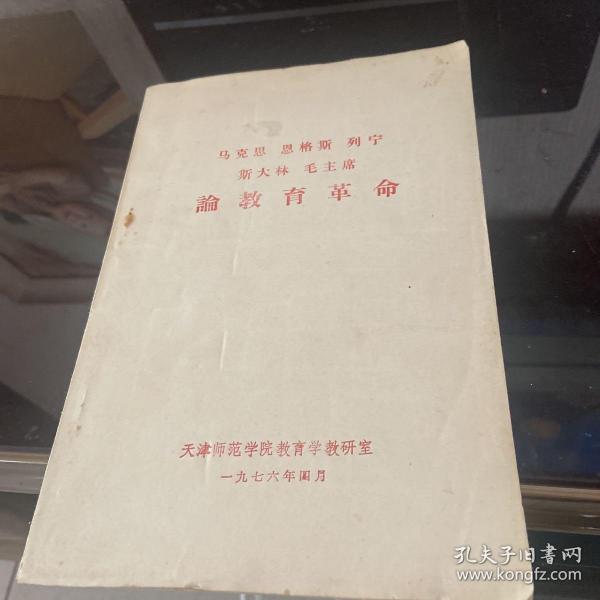 马克思 恩格斯 列宁
斯大林 毛主席
論教育革命
天津师范学院教育学教研室
一九七六年四月
孔夫子旧书网
www.kongfz.com